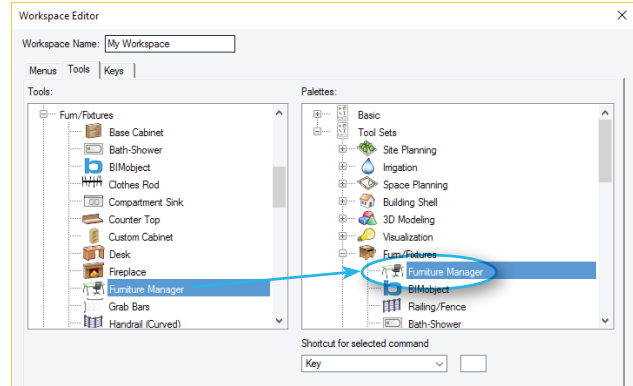 Workspace Editor
Workspace Name: My Workspace
Menus Tools Keys
Tools:
Furn/Fixtures
Base Cabinet
Bath-Shower
BIMobject
Clothes Rod
Compartment Sink
Counter Top
Custom Cabinet
Desk
Fireplace
Furniture Manager
Grab Bars
Handrail (Curved)
Palettes:
Basic
Tool Sets
Site Planning
Irrigation
Space Planning
Building Shell
3D Modeling
Visualization
Furn/Fixtures
Furniture Manager
BIMobject
Railing/Fence
Bath-Shower
Shortcut for selected command
Key